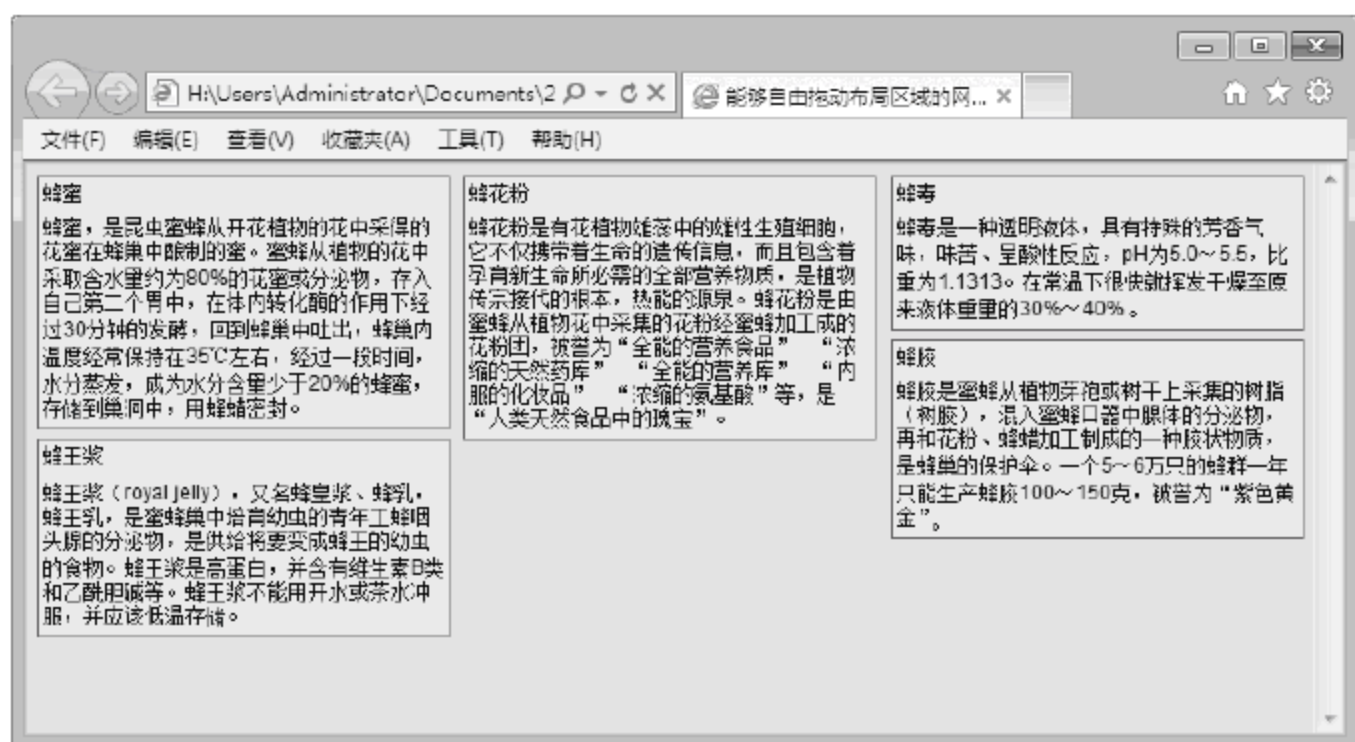 H:\Users\Administrator\Documents\2
能够自由拖动布局区域的网...
文件(F) 编辑(E) 查看(V) 收藏夹(A) 工具(T) 帮助(H)
蜂蜜
蜂蜜，是昆虫蜜蜂从开花植物的花中采得的
花蜜在蜂巢中酿制的蜜。蜜蜂从植物的花中
采取含水量约为80%的花蜜或分泌物，存入
自己第二个胃中，在体内转化酶的作用下经
过30分钟的发酵，回到蜂巢中吐出，蜂巢内
温度经常保持在35℃左右，经过一段时间，
水分蒸发，成为水分含量少于20%的蜂蜜，
存储到巢洞中，用蜂蜡密封。
蜂王浆
蜂王浆（royal jelly），又名蜂皇浆、蜂乳，
蜂王乳，是蜜蜂巢中培育幼虫的青年工蜂咽
头腺的分泌物，是供给将要变成蜂王的幼虫
的食物。蜂王浆是高蛋白，并含有维生素B类
和乙酰胆碱等。蜂王浆不能用开水或茶水冲
服，并应该低温存储。
蜂花粉
蜂花粉是有花植物雄蕊中的雄性生殖细胞，
它不仅携带着生命的遗传信息，而且包含着
孕育新生命所必需的全部营养物质，是植物
传宗接代的根本，热能的源泉。蜂花粉是由
蜜蜂从植物花中采集的花粉经蜜蜂加工成的
花粉团，被誉为“全能的营养食品” “浓
缩的天然药库” “全能的营养库” “内
服的化妆品” “浓缩的氨基酸”等，是
“人类天然食品中的瑰宝”。
蜂毒
蜂毒是一种透明液体，具有特殊的芳香气
味，味苦、呈酸性反应，pH为5.0～5.5，比
重为1.1313。在常温下很快就挥发干燥至原
来液体重量的30%～40%。
蜂胶
蜂胶是蜜蜂从植物芽孢或树干上采集的树脂
（树胶），混入蜜蜂口器中腺体的分泌物，
再和花粉、蜂蜡加工制成的一种胶状物质，
是蜂巢的保护伞。一个5～6万只的蜂群一年
只能生产蜂胶100～150克，被誉为“紫色黄
金”。